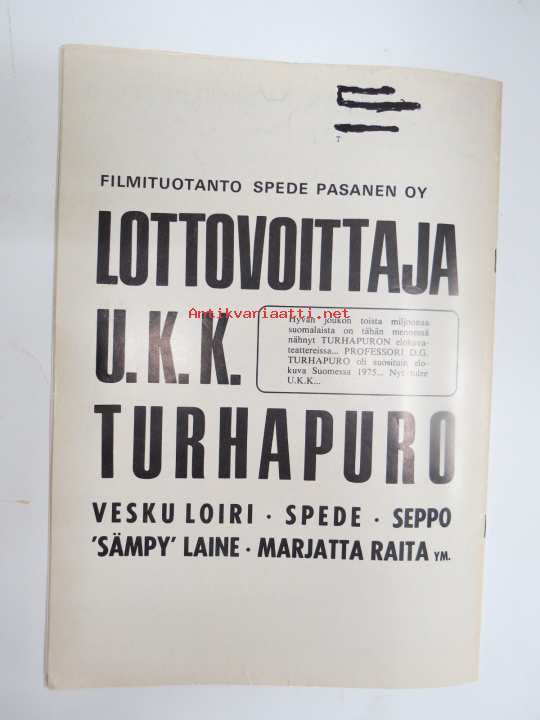 7
FILMITUOTANTO SPEDE PASANEN OY
LOTTOVOITTAJA
Antikvariaatti.net
U.K.K.
Hyvän joukon toista miljoonaa
suomalaista on tähän mennessä
nähnyt TURHAPURON elokuva-
teattereissa... PROFESSORI D.G.
TURHAPURO oli suosituin elo-
kuva Suomessa 1975... Nyt tulee
U.K.K...
TURHAPURO
VESKU LOIRI · SPEDE · SEPPO
'SÄMPY' LAINE · MARJATTA RAITA YM.